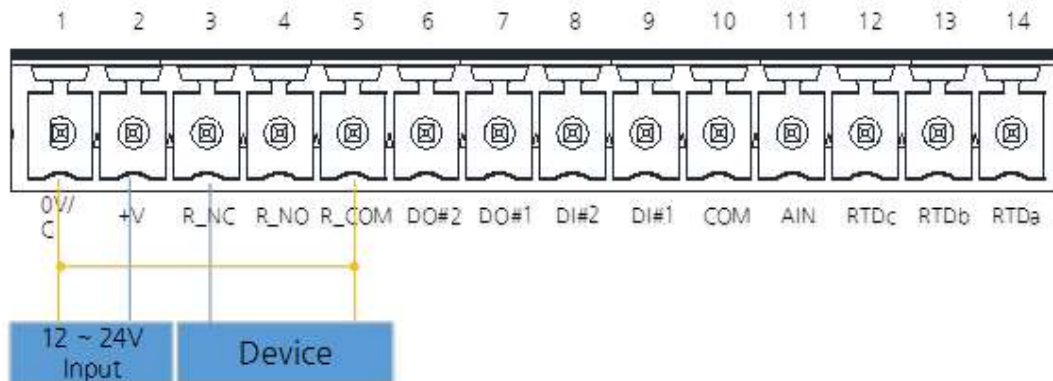 1 2 3 4 5 6 7 8 9 10 11 12 13 14
0V/C +V R_NC R_NO R_COM DO#2 DO#1 DI#2 DI#1 COM AIN RTDc RTDb RTDa
12 ~ 24V
Input
Device